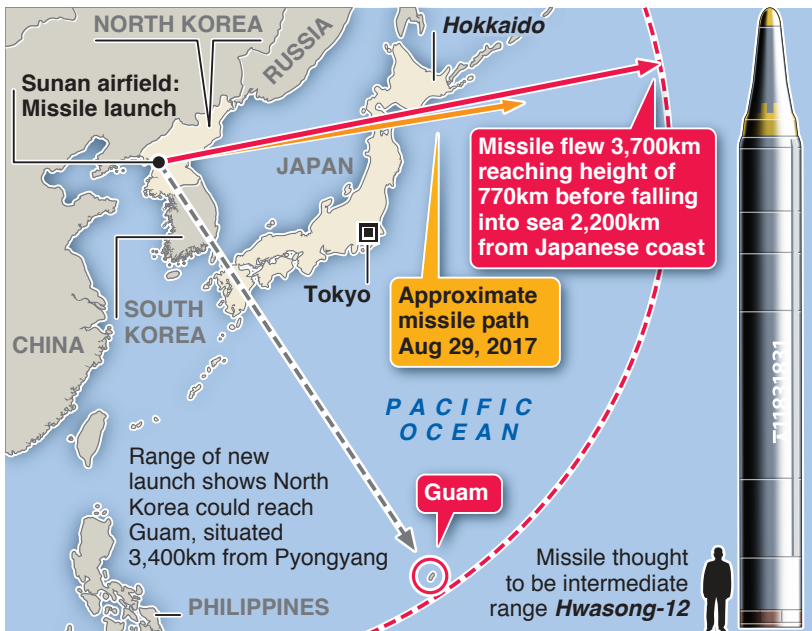 NORTH KOREA
RUSSIA
Hokkaido
Sunan airfield:
Missile launch
JAPAN
Missile flew 3,700km
reaching height of
770km before falling
into sea 2,200km
from Japanese coast
Tokyo
SOUTH
KOREA
CHINA
Approximate
missile path
Aug 29, 2017
PACIFIC
OCEAN
Range of new
launch shows North
Korea could reach
Guam, situated
3,400km from Pyongyang
Guam
PHILIPPINES
Missile thought
to be intermediate
range Hwasong-12
T11831831